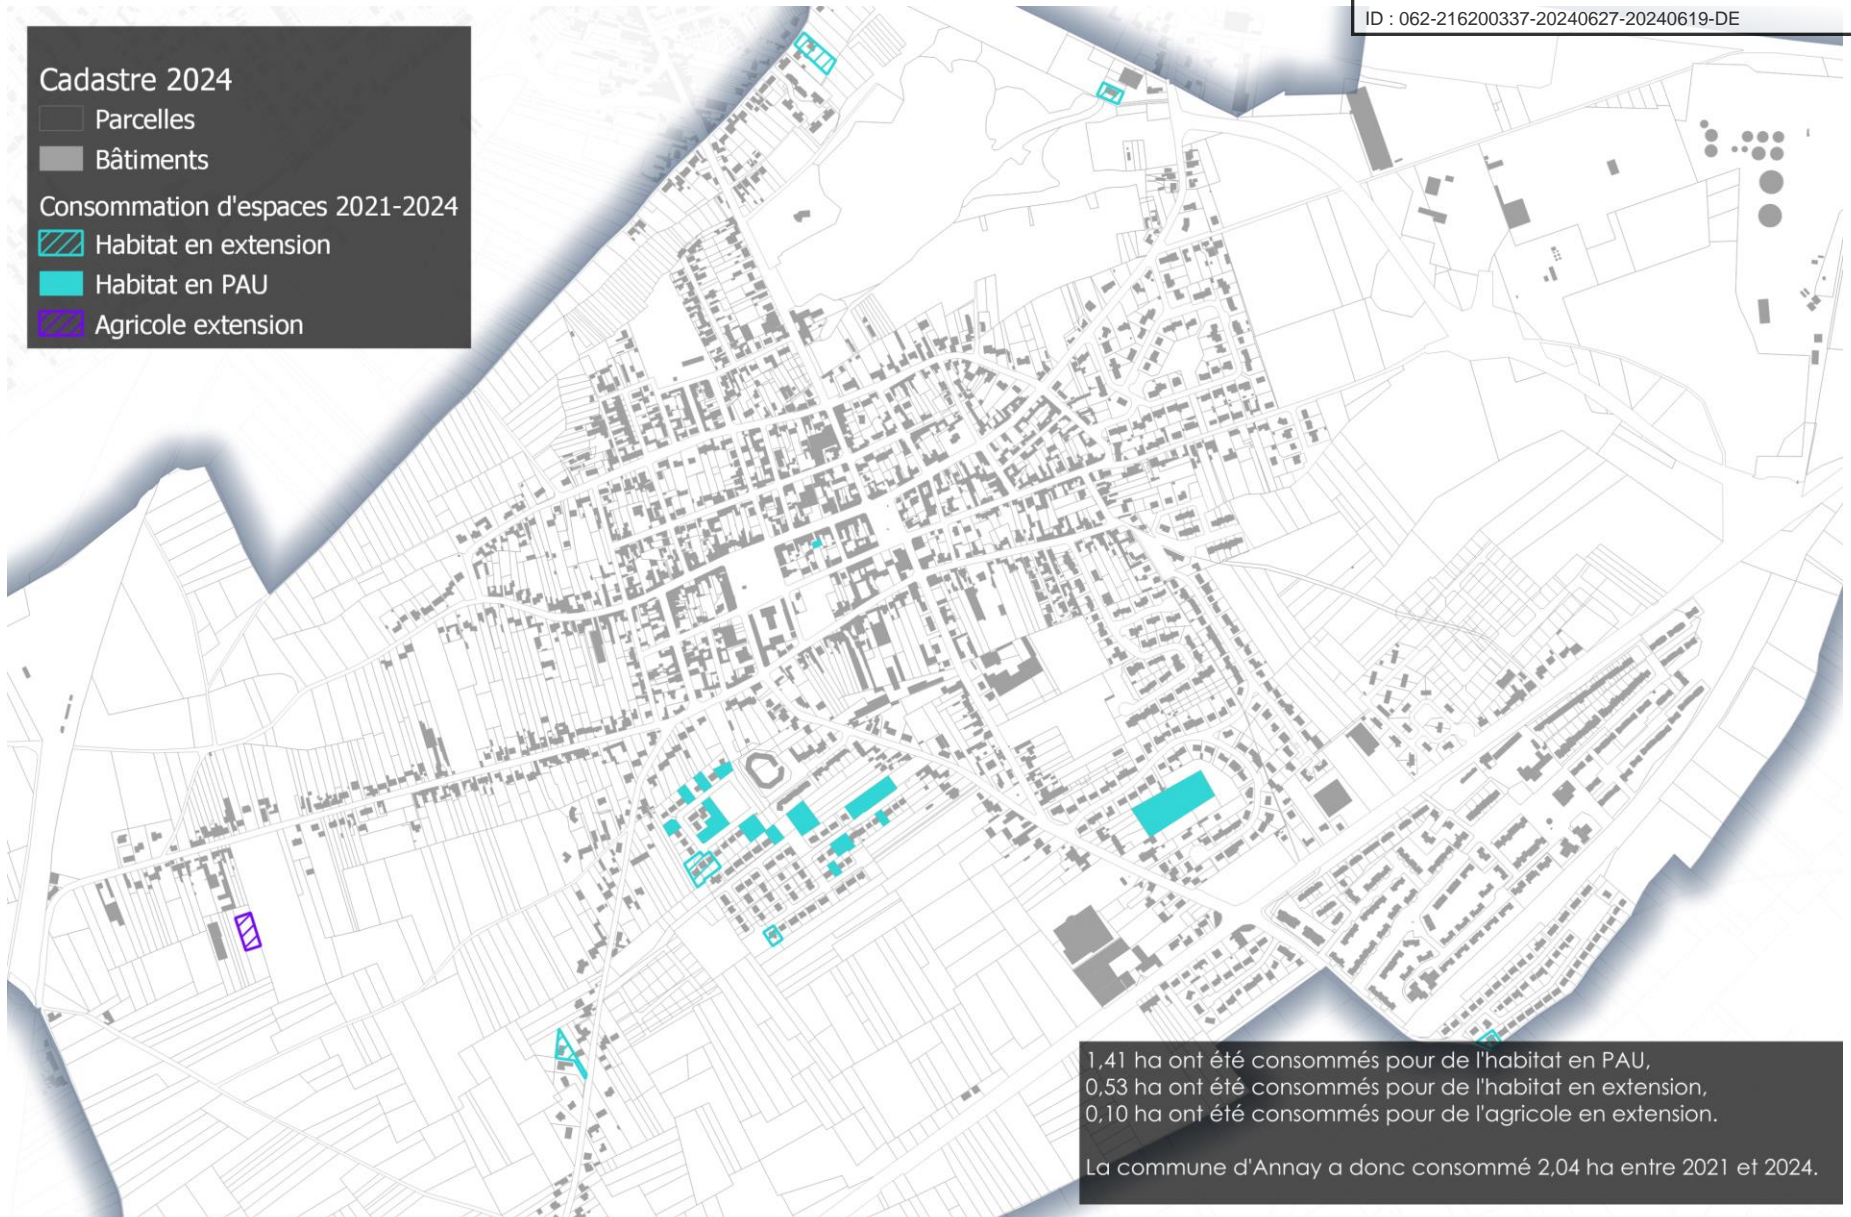 ID : 062-216200337-20240627-20240619-DE
Cadastre 2024
Parcelles
Bâtiments
Consommation d'espaces 2021-2024
Habitat en extension
Habitat en PAU
Agricole extension
1,41 ha ont été consommés pour de l'habitat en PAU,
0,53 ha ont été consommés pour de l'habitat en extension,
0,10 ha ont été consommés pour de l'agricole en extension.
La commune d'Annay a donc consommé 2,04 ha entre 2021 et 2024.